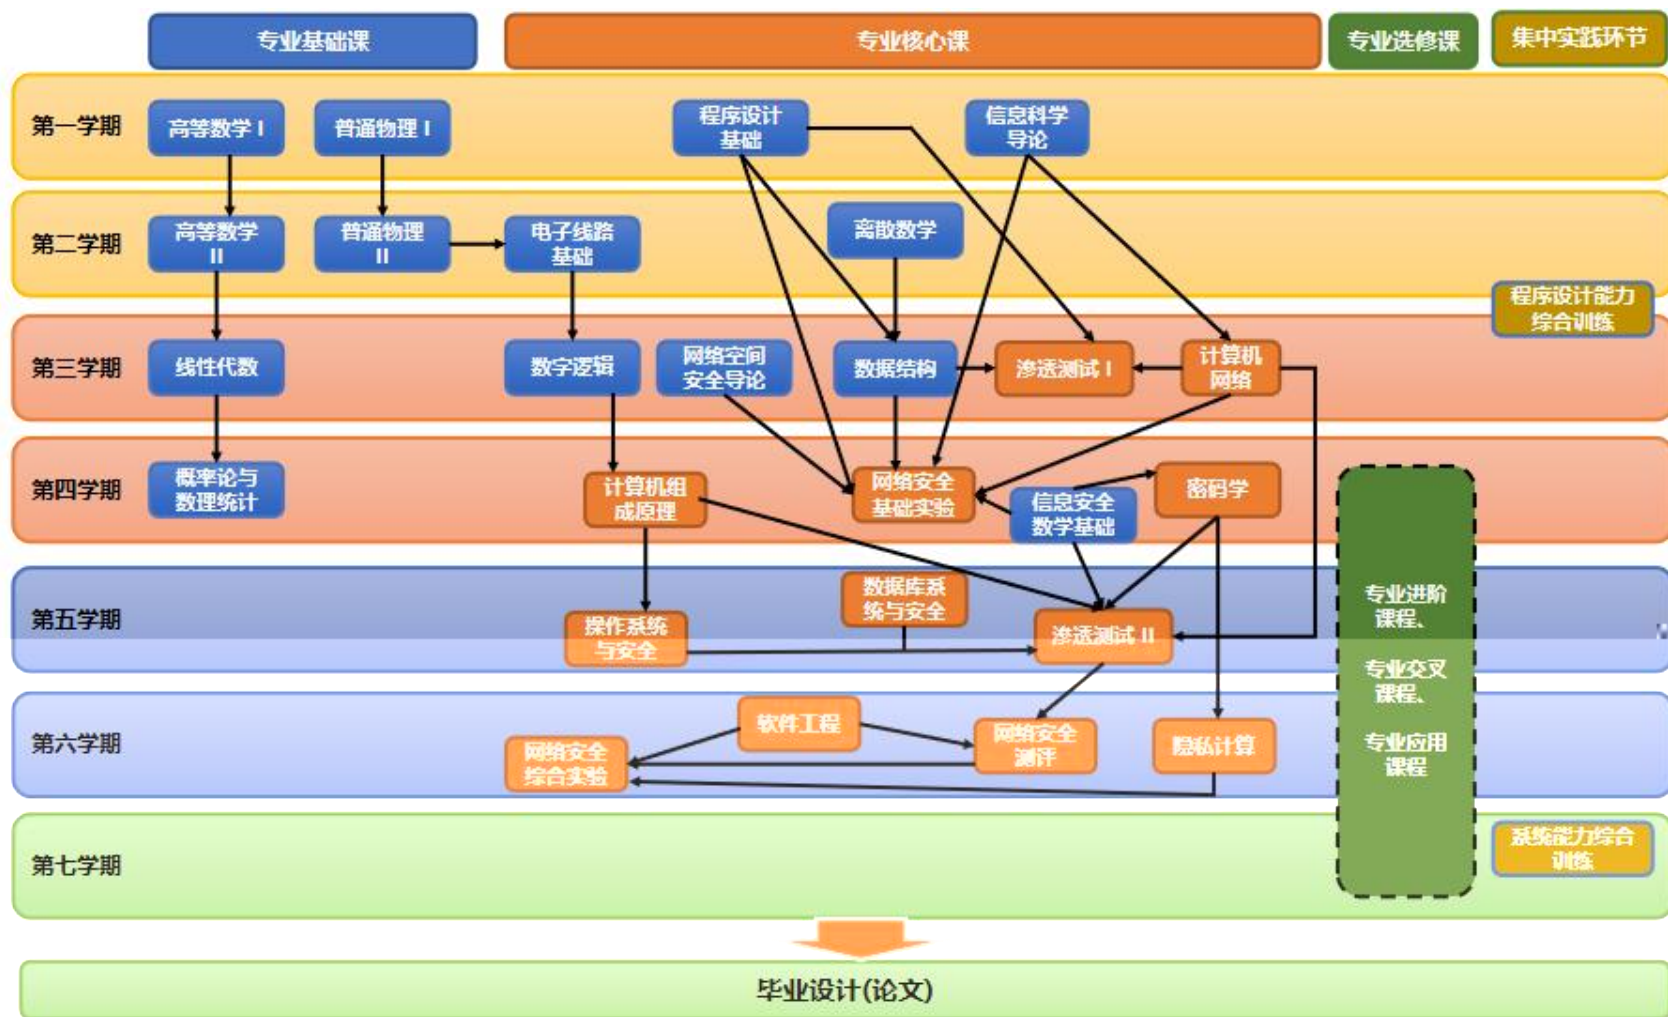 专业基础课
专业核心课
专业选修课
集中实践环节
第一学期
高等数学 I
普通物理 I
程序设计
基础
信息科学
导论
第二学期
高等数学
II
普通物理
II
电子线路
基础
离散数学
程序设计能力
综合训练
第三学期
线性代数
数字逻辑
网络空间
安全导论
数据结构
渗透测试 I
计算机
网络
第四学期
概率论与
数理统计
计算机组
成原理
网络安全
基础实验
信息安全
数学基础
密码学
第五学期
操作系统
与安全
数据库系
统与安全
渗透测试 II
专业进阶
课程、
专业交叉
课程、
专业应用
课程
第六学期
网络安全
综合实验
软件工程
网络安全
测评
隐私计算
第七学期
系统能力综合
训练
毕业设计(论文)